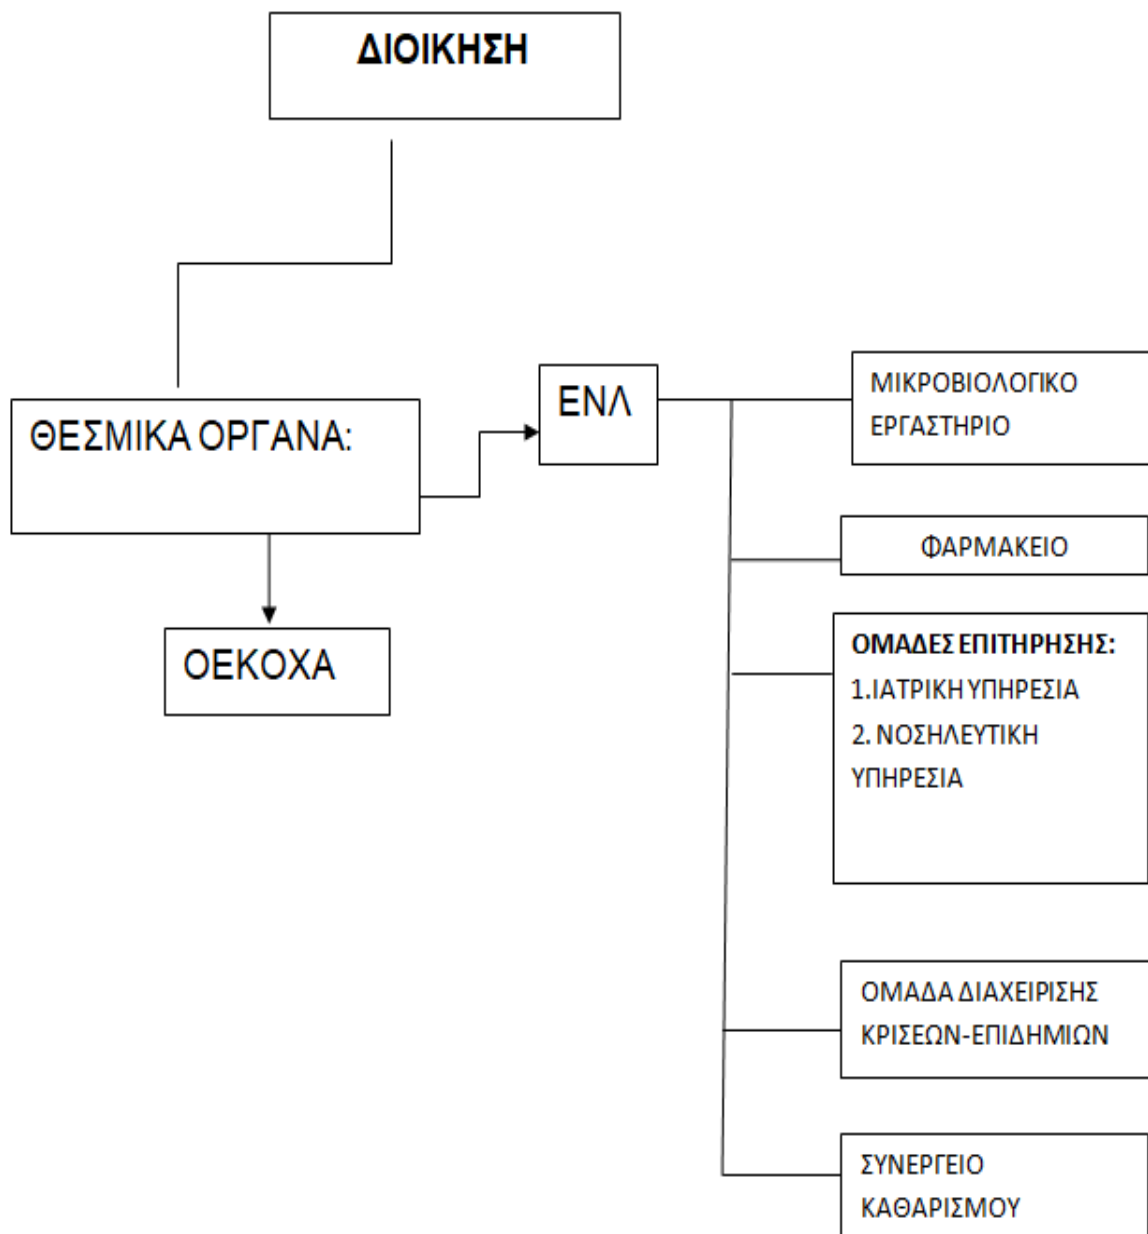 ΔΙΟΙΚΗΣΗ
ΘΕΣΜΙΚΑ ΟΡΓΑΝΑ:
ΕΝΛ
ΟΕΚΟΧΑ
ΜΙΚΡΟΒΙΟΛΟΓΙΚΟ
ΕΡΓΑΣΤΗΡΙΟ
ΦΑΡΜΑΚΕΙΟ
ΟΜΑΔΕΣ ΕΠΙΤΗΡΗΣΗΣ:
1.ΙΑΤΡΙΚΗ ΥΠΗΡΕΣΙΑ
2. ΝΟΣΗΛΕΥΤΙΚΗ
ΥΠΗΡΕΣΙΑ
ΟΜΑΔΑ ΔΙΑΧΕΙΡΙΣΗΣ
ΚΡΙΣΕΩΝ-ΕΠΙΔΗΜΙΩΝ
ΣΥΝΕΡΓΕΙΟ
ΚΑΘΑΡΙΣΜΟΥ